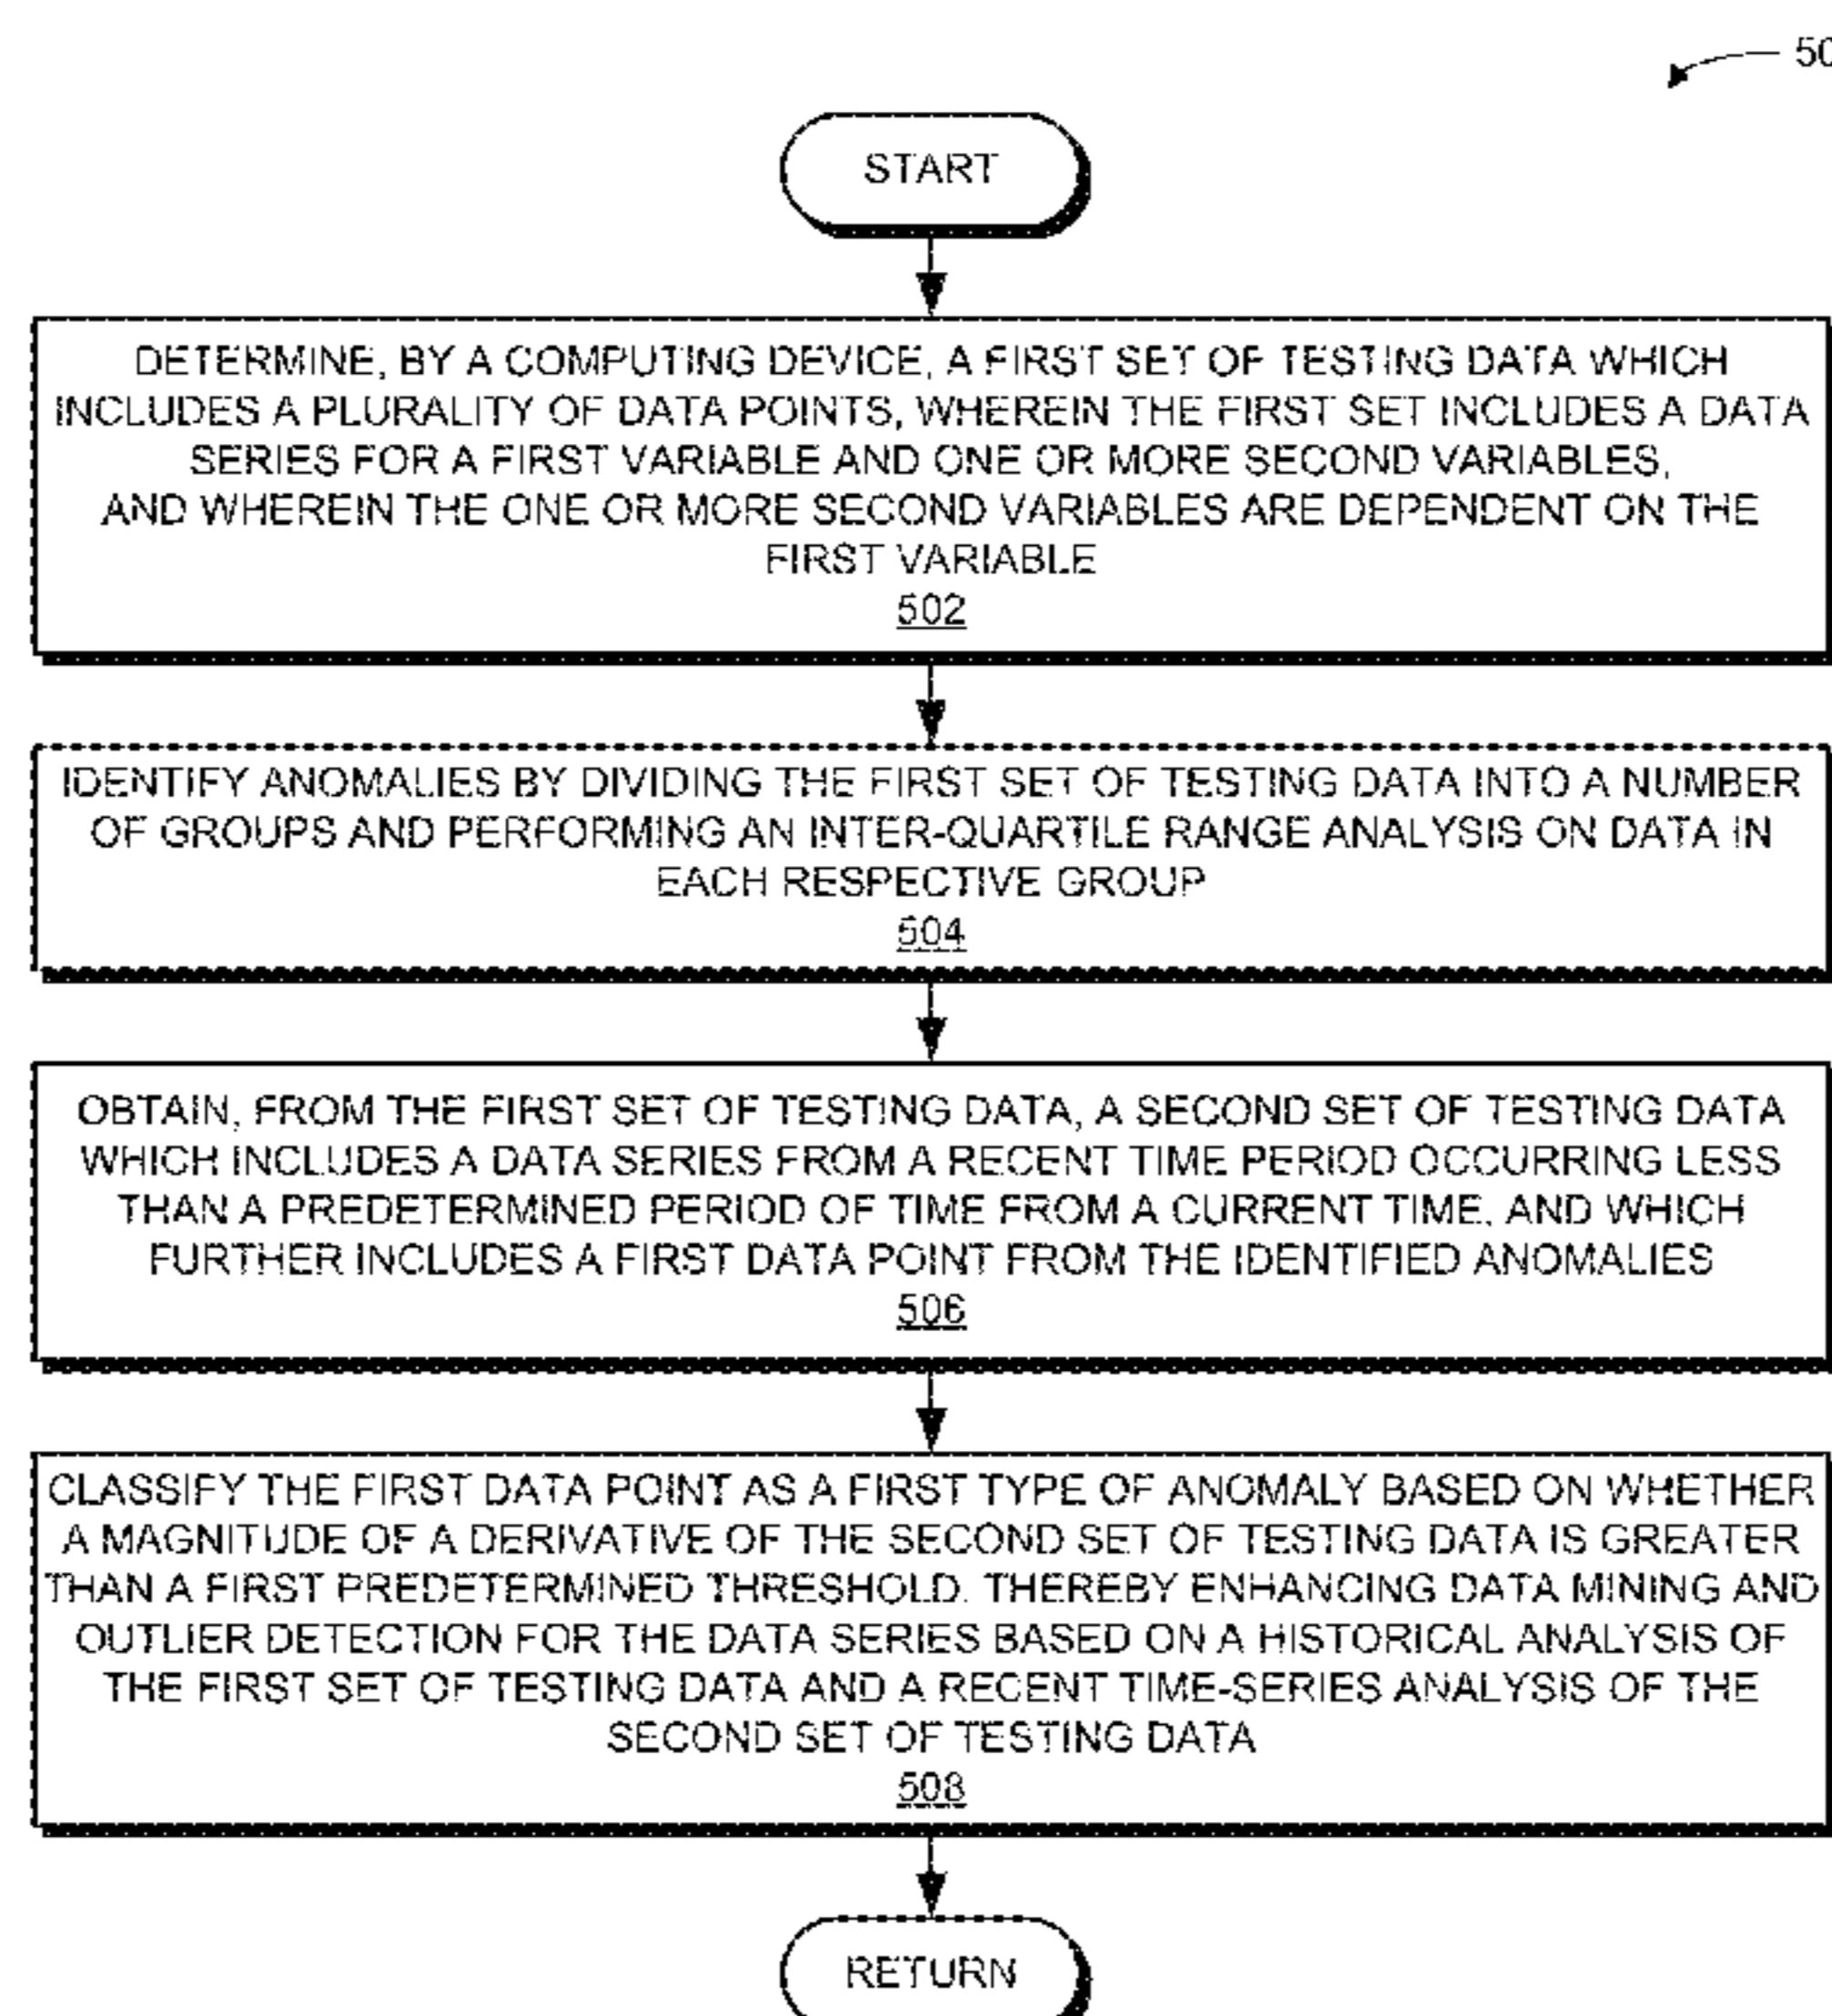 50
START
DETERMINE, BY A COMPUTING DEVICE, A FIRST SET OF TESTING DATA WHICH
INCLUDES A PLURALITY OF DATA POINTS, WHEREIN THE FIRST SET INCLUDES A DATA
SERIES FOR A FIRST VARIABLE AND ONE OR MORE SECOND VARIABLES,
AND WHEREIN THE ONE OR MORE SECOND VARIABLES ARE DEPENDENT ON THE
FIRST VARIABLE
502
IDENTIFY ANOMALIES BY DIVIDING THE FIRST SET OF TESTING DATA INTO A NUMBER
OF GROUPS AND PERFORMING AN INTER-QUARTILE RANGE ANALYSIS ON DATA IN
EACH RESPECTIVE GROUP
504
OBTAIN, FROM THE FIRST SET OF TESTING DATA, A SECOND SET OF TESTING DATA
WHICH INCLUDES A DATA SERIES FROM A RECENT TIME PERIOD OCCURRING LESS
THAN A PREDETERMINED PERIOD OF TIME FROM A CURRENT TIME, AND WHICH
FURTHER INCLUDES A FIRST DATA POINT FROM THE IDENTIFIED ANOMALIES
506
CLASSIFY THE FIRST DATA POINT AS A FIRST TYPE OF ANOMALY BASED ON WHETHER
A MAGNITUDE OF A DERIVATIVE OF THE SECOND SET OF TESTING DATA IS GREATER
THAN A FIRST PREDETERMINED THRESHOLD, THEREBY ENHANCING DATA MINING AND
OUTLIER DETECTION FOR THE DATA SERIES BASED ON A HISTORICAL ANALYSIS OF
THE FIRST SET OF TESTING DATA AND A RECENT TIME-SERIES ANALYSIS OF THE
SECOND SET OF TESTING DATA
508
RETURN